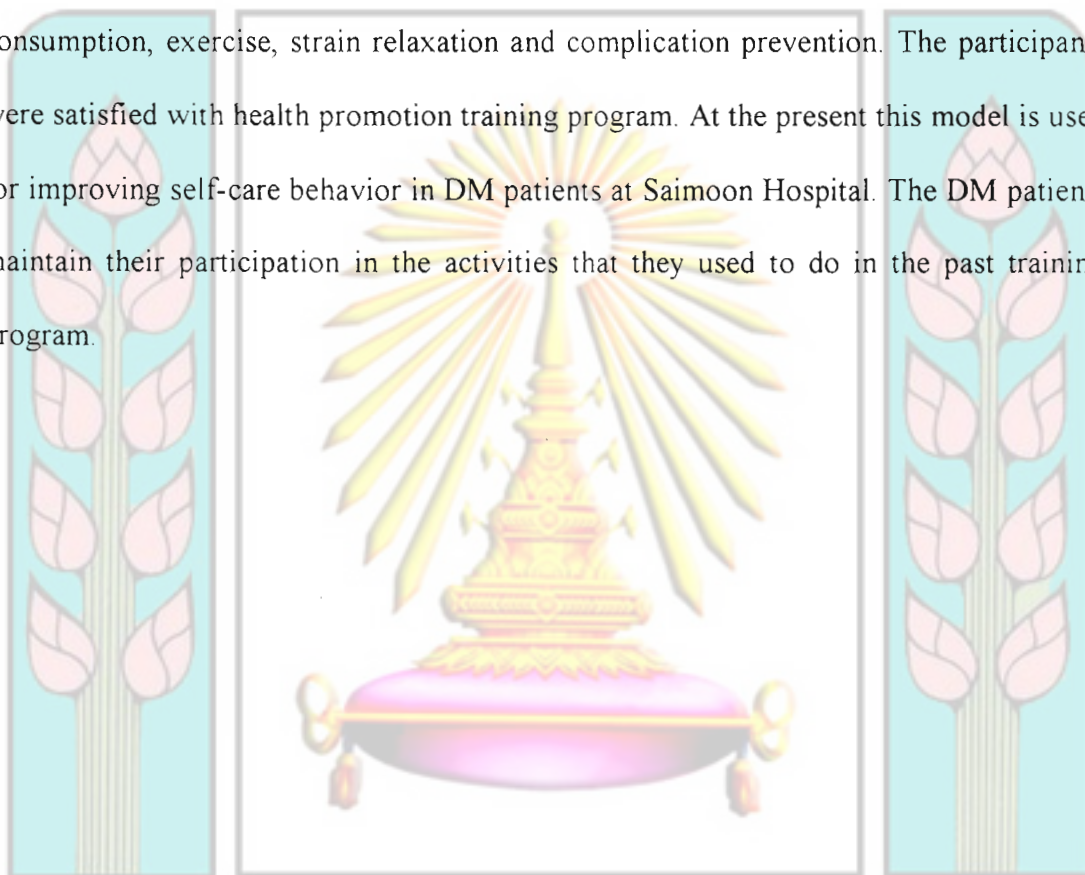 onsumption, exercise, strain relaxation and complication prevention. The participan
vere satisfied with health promotion training program. At the present this model is use
or improving self-care behavior in DM patients at Saimoon Hospital. The DM patien
naintain their participation in the activities that they used to do in the past trainin
rogram.